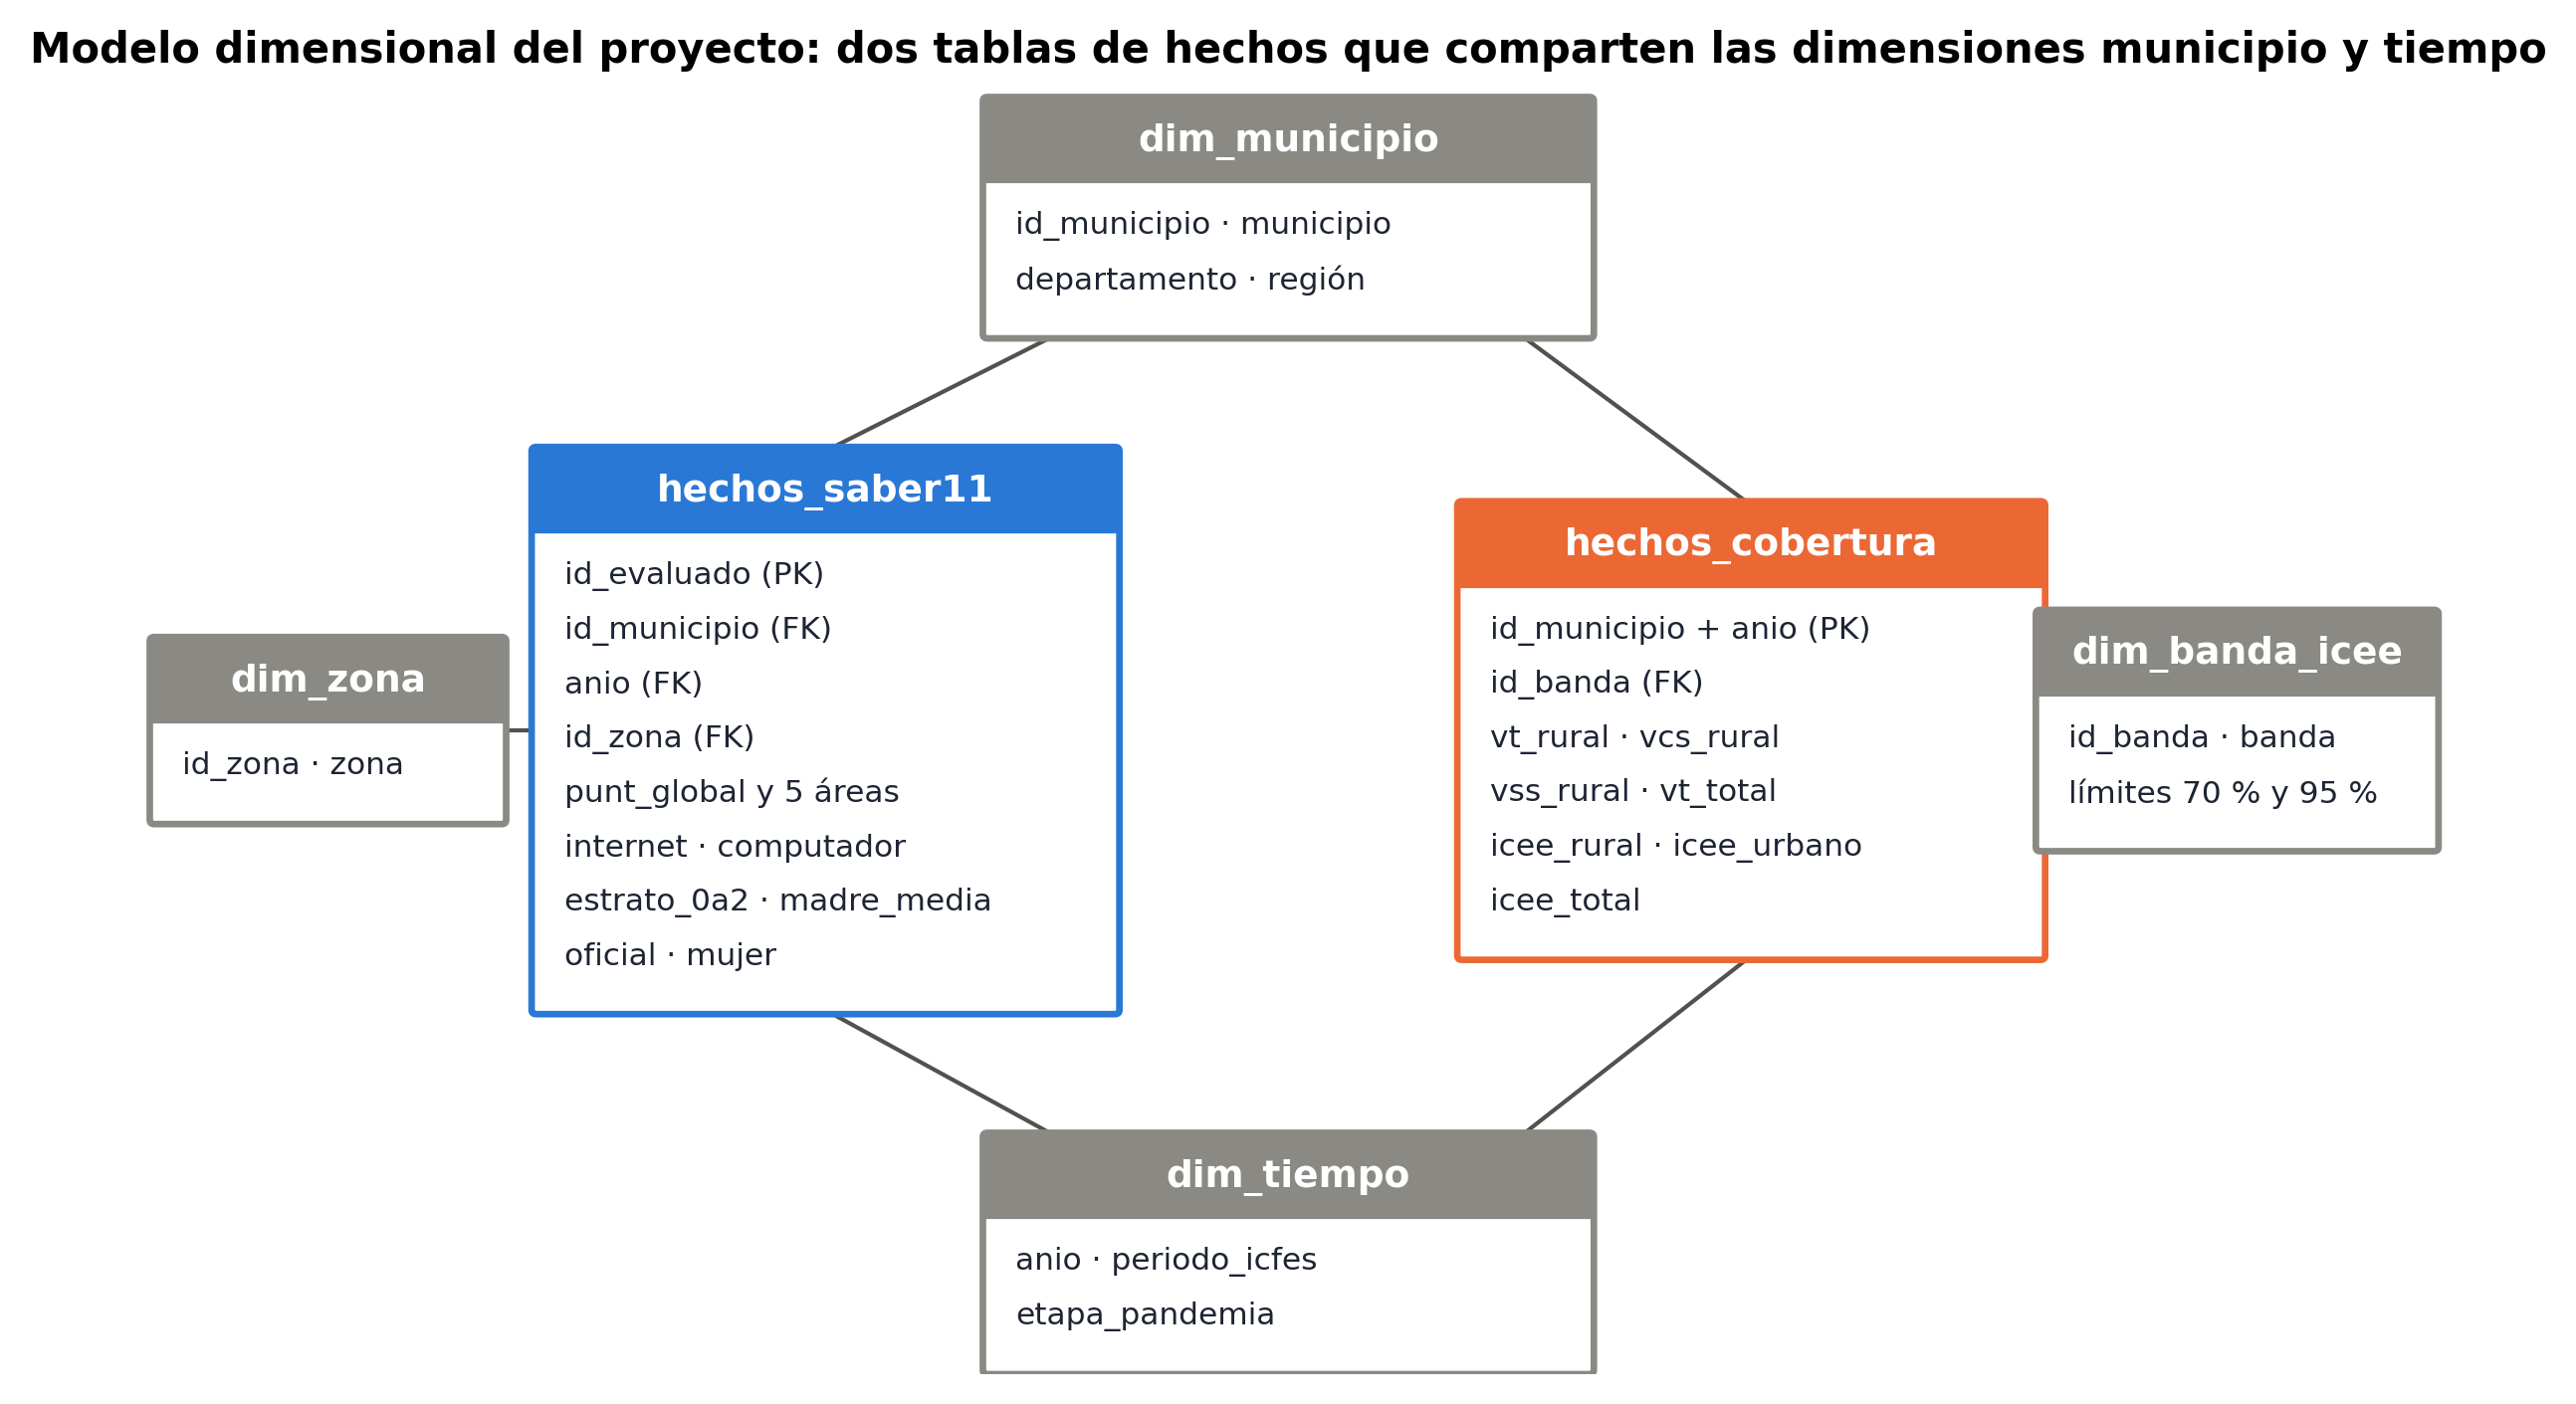 Modelo dimensional del proyecto: dos tablas de hechos que comparten las dimensiones municipio y tiempo
dim_municipio
id_municipio · municipio
departamento · región
hechos_saber11
id_evaluado (PK)
id_municipio (FK)
anio (FK)
id_zona (FK)
punt_global y 5 áreas
internet · computador
estrato_0a2 · madre_media
oficial · mujer
hechos_cobertura
id_municipio + anio (PK)
id_banda (FK)
vt_rural · vcs_rural
vss_rural · vt_total
icee_rural · icee_urbano
icee_total
dim_zona
id_zona · zona
dim_banda_icee
id_banda · banda
límites 70 % y 95 %
dim_tiempo
anio · periodo_icfes
etapa_pandemia